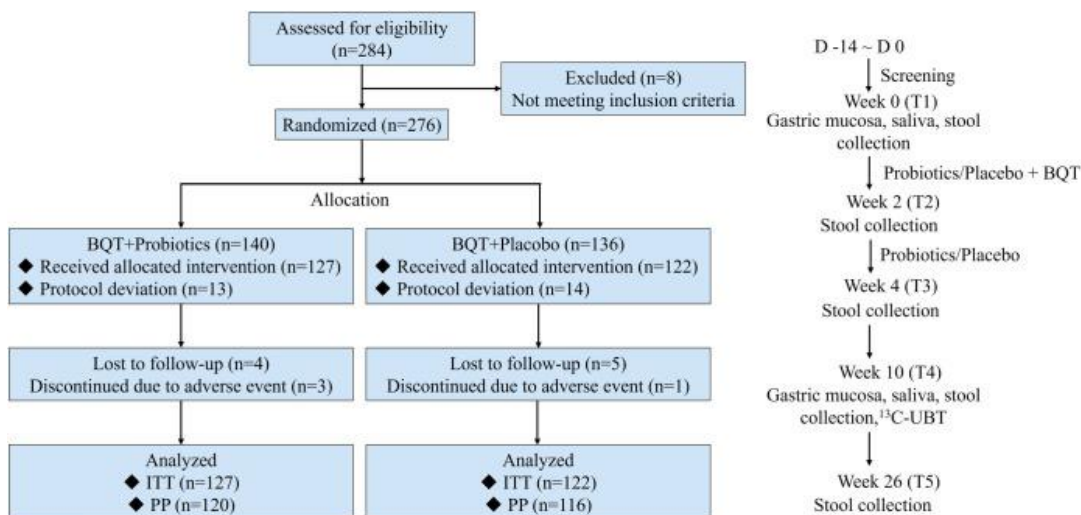 Assessed for eligibility
(n=284)
Excluded (n=8)
Not meeting inclusion criteria
Randomized (n=276)
Allocation
BQT+Probiotics (n=140)
◆ Received allocated intervention (n=127)
◆ Protocol deviation (n=13)
BQT+Placobo (n=136)
◆ Received allocated intervention (n=122)
◆ Protocol deviation (n=14)
Lost to follow-up (n=4)
Discontinued due to adverse event (n=3)
Lost to follow-up (n=5)
Discontinued due to adverse event (n=1)
Analyzed
◆ ITT (n=127)
◆ PP (n=120)
Analyzed
◆ ITT (n=122)
◆ PP (n=116)
D -14 ~ D 0
Screening
Week 0 (T1)
Gastric mucosa, saliva, stool
collection
Probiotics/Placebo + BQT
Week 2 (T2)
Stool collection
Probiotics/Placebo
Week 4 (T3)
Stool collection
Week 10 (T4)
Gastric mucosa, saliva, stool
collection,¹³C-UBT
Week 26 (T5)
Stool collection